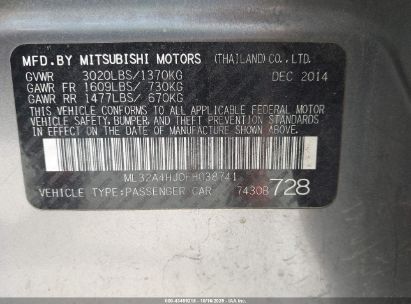 MFD.BY MITSUBISHI MOTORS (THAILAND) CO., LTD.
GVWR 3020LBS/1370KG DEC 2014
GAWR FR 1609LBS/ 730KG
GAWR RR 1477LBS/ 670KG
THIS VEHICLE CONFORMS TO ALL APPLICABLE FEDERAL MOTOR
VEHICLE SAFETY, BUMPER, AND THEFT PREVENTION STANDARDS
IN EFFECT ON THE DATE OF MANUFACTURE SHOWN ABOVE.
ML32A4HJ0FH038741
VEHICLE TYPE:PASSENGER CAR 74308 728